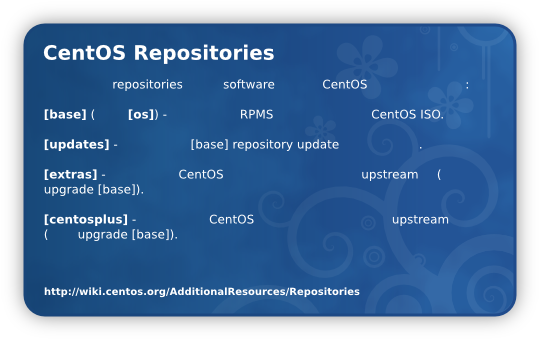 CentOS Repositories
repositories software CentOS :
[base] ( [os]) - RPMS CentOS ISO.
[updates] - [base] repository update .
[extras] - CentOS upstream (
upgrade [base]).
[centosplus] - CentOS upstream
( upgrade [base]).
http://wiki.centos.org/AdditionalResources/Repositories